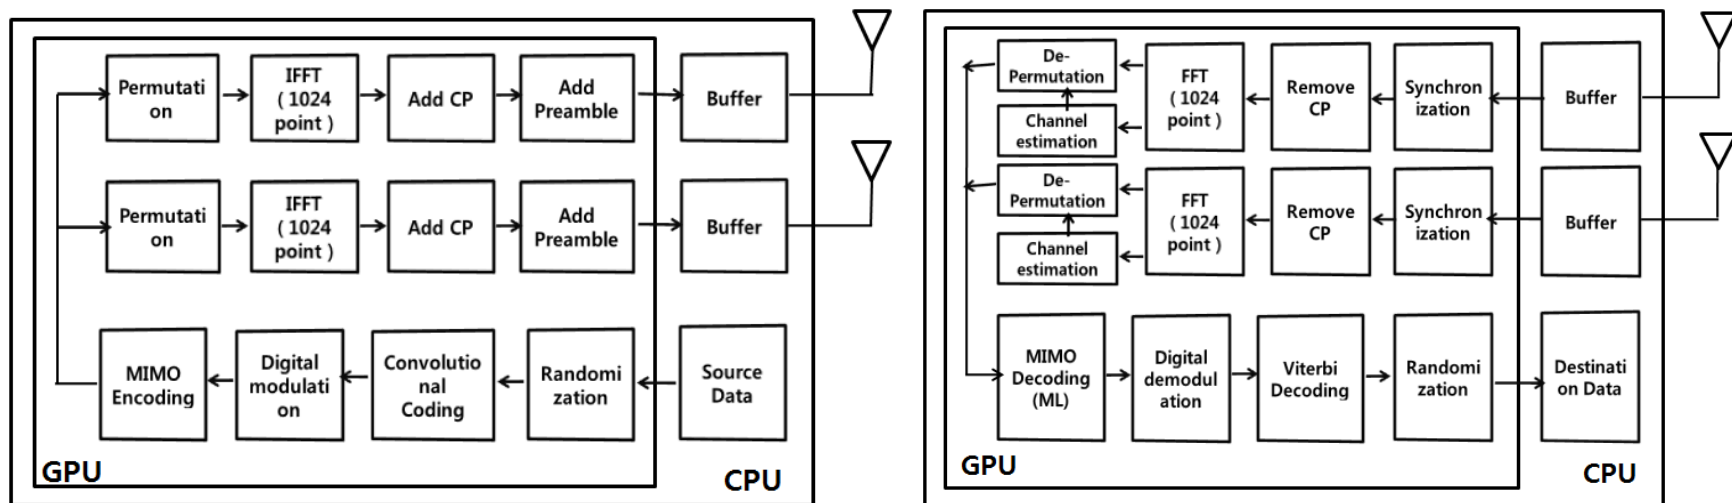 Permutati
on
IFFT
( 1024
point )
Add CP
Add
Preamble
Buffer
Permutati
on
IFFT
( 1024
point )
Add CP
Add
Preamble
Buffer
MIMO
Encoding
Digital
modulati
on
Convolutio
nal
Coding
Randomi
zation
Source
Data
GPU
CPU
De-
Permutation
Channel
estimation
FFT
( 1024
point )
Remove
CP
Synchron
ization
Buffer
De-
Permutation
Channel
estimation
FFT
( 1024
point )
Remove
CP
Synchron
ization
Buffer
MIMO
Decoding
(ML)
Digital
demodul
ation
Viterbi
Decoding
Randomi
zation
Destinati
on Data
GPU
CPU